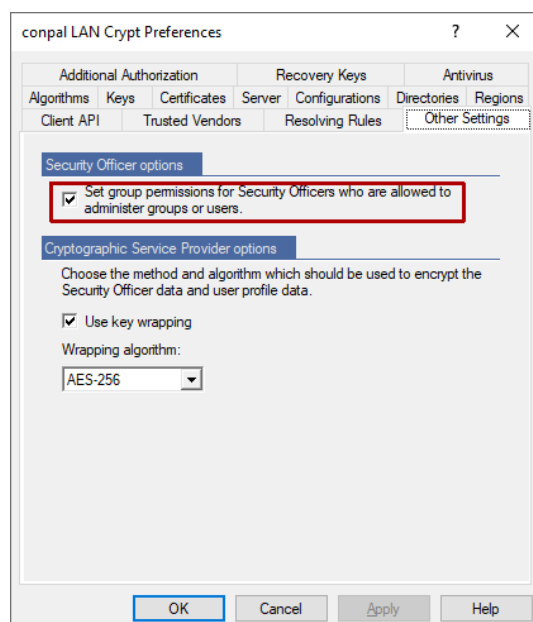 conpal LAN Crypt Preferences ?
Additional Authorization Recovery Keys Antivirus
Algorithms Keys Certificates Server Configurations Directories Regions
Client API Trusted Vendors Resolving Rules Other Settings
Security Officer options
Set group permissions for Security Officers who are allowed to
administer groups or users.
Cryptographic Service Provider options
Choose the method and algorithm which should be used to encrypt the
Security Officer data and user profile data.
Use key wrapping
Wrapping algorithm:
AES-256
OK Cancel Apply Help